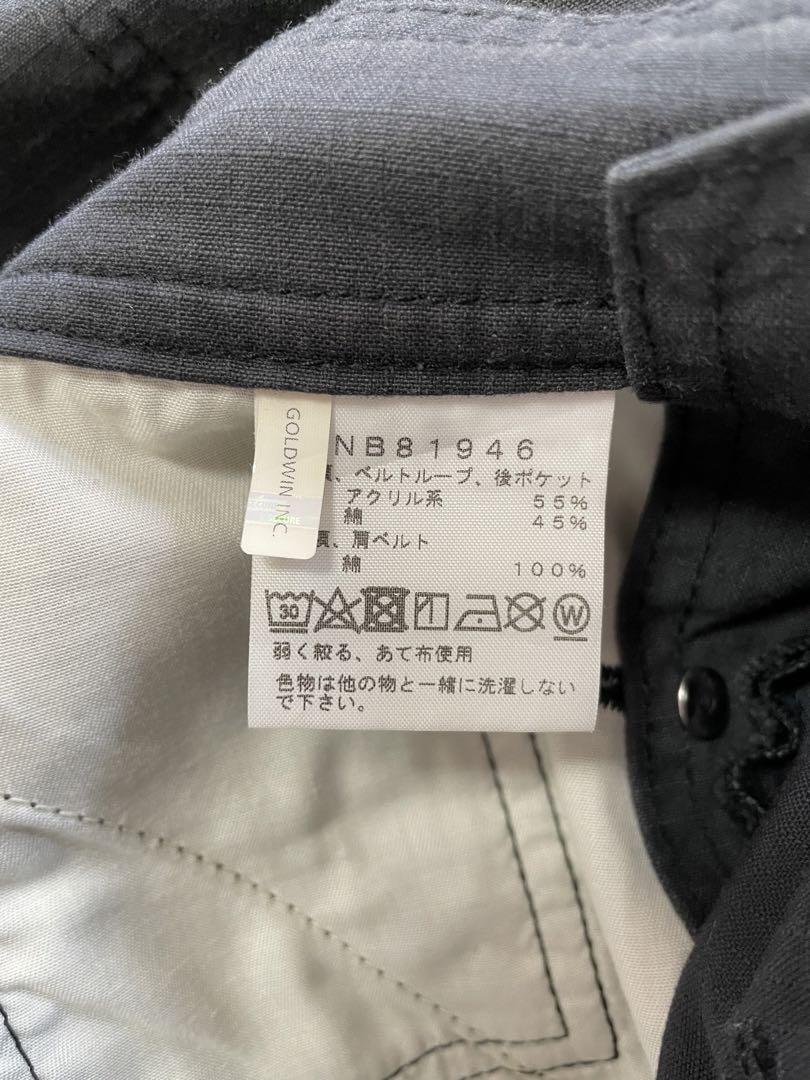 NB81946
、ベルトループ、後ポケット
アクリル系 55%
綿 45%
、肩ベルト
綿 100%
30
W
弱く絞る、あて布使用
色物は他の物と一緒に洗濯しない
で下さい。
GOLDWIN INC.